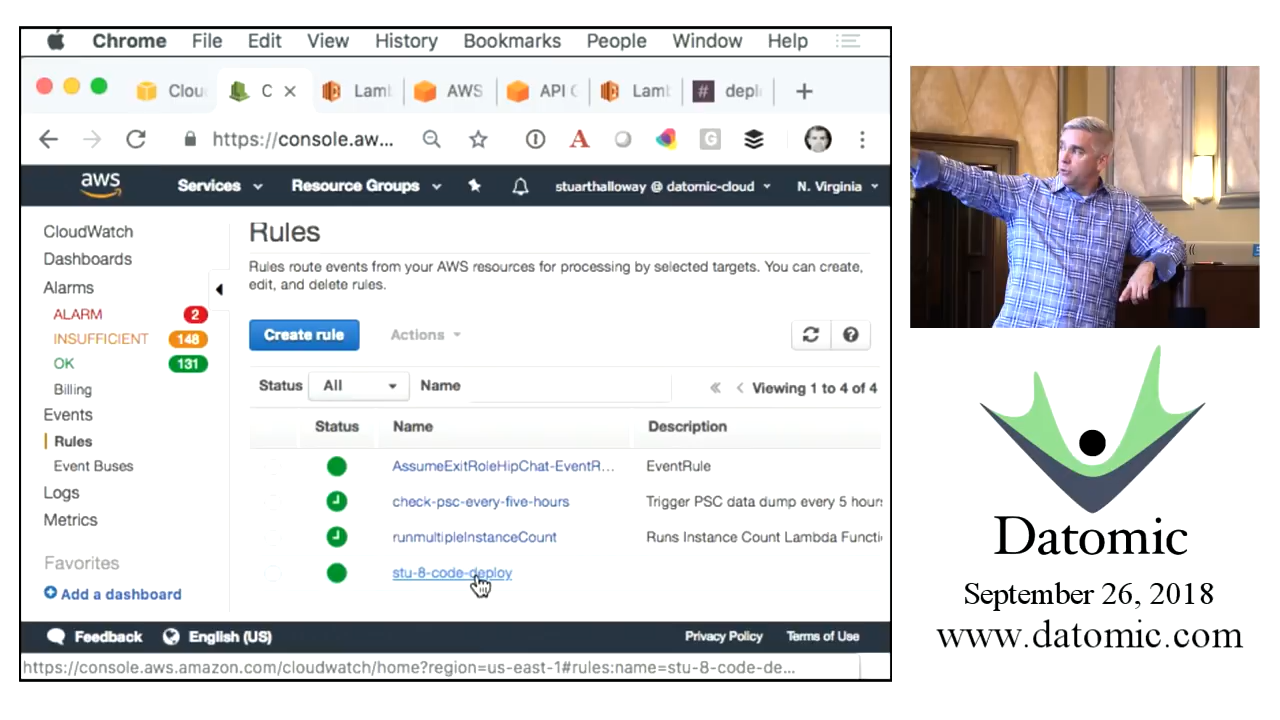 Chrome File Edit View History Bookmarks People Window Help
Clou C Lam AWS API Lam # depl
https://console.aw...
aws Services Resource Groups stuarthalloway @ datomic-cloud N. Virginia
CloudWatch
Dashboards
Alarms
ALARM 2
INSUFFICIENT 148
OK 131
Billing
Events
Rules
Event Buses
Logs
Metrics
Favorites
Add a dashboard
Rules
Rules route events from your AWS resources for processing by selected targets. You can create,
edit, and delete rules.
Create rule Actions
Status All Name « < Viewing 1 to 4 of 4
Status Name Description
AssumeExitRoleHipChat-EventR... EventRule
check-psc-every-five-hours Trigger PSC data dump every 5 hours
runmultipleInstanceCount Runs Instance Count Lambda Functi
stu-8-code-deploy
Feedback English (US) Privacy Policy Terms of Use
https://console.aws.amazon.com/cloudwatch/home?region=us-east-1#rules:name=stu-8-code-de...
Datomic
September 26, 2018
www.datomic.com